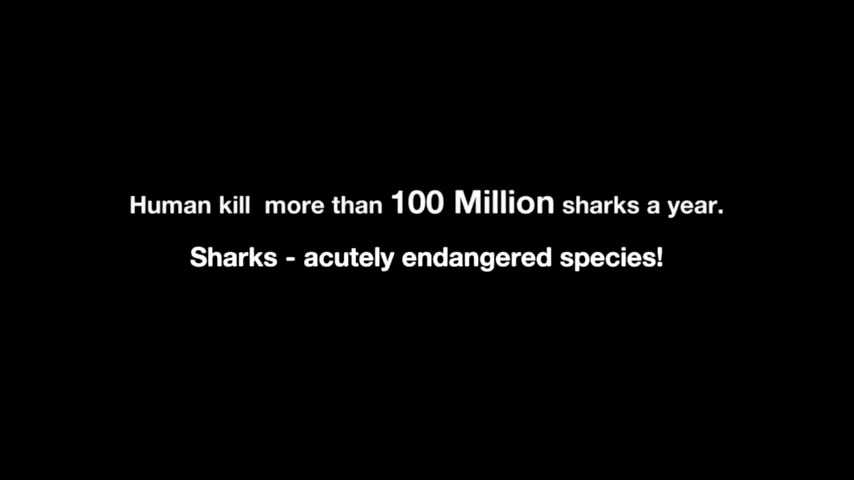 Human kill  more than 100 Million sharks a year.
Sharks - acutely endangered species!